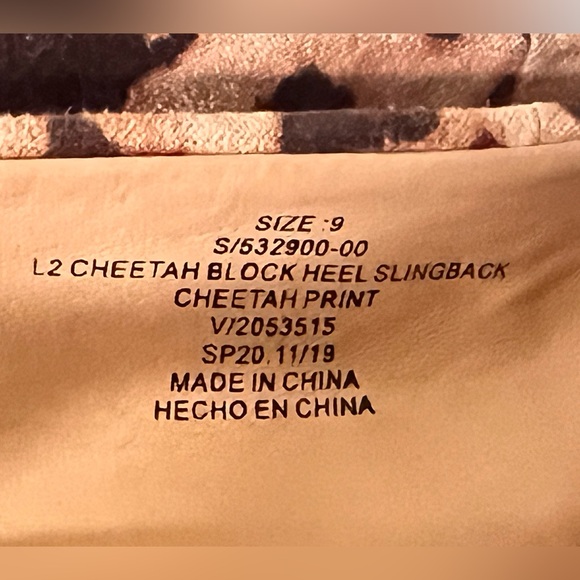 SIZE :9
S/532900-00
L2 CHEETAH BLOCK HEEL SLINGBACK
CHEETAH PRINT
V/2053515
SP20.11/19
MADE IN CHINA
HECHO EN CHINA